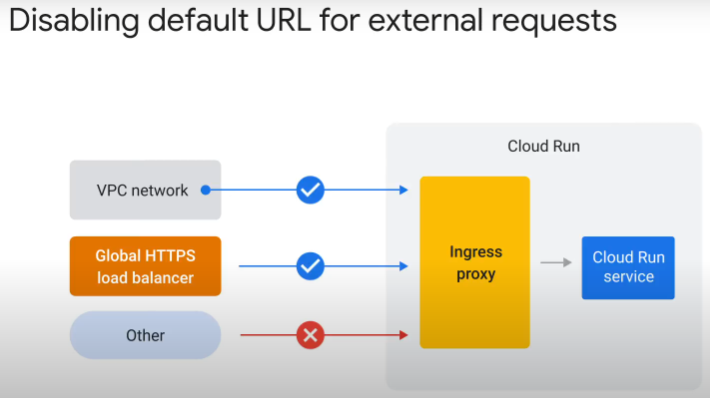 Disabling default URL for external requests
Cloud Run
VPC network
Global HTTPS
load balancer
Other
Ingress
proxy
Cloud Run
service